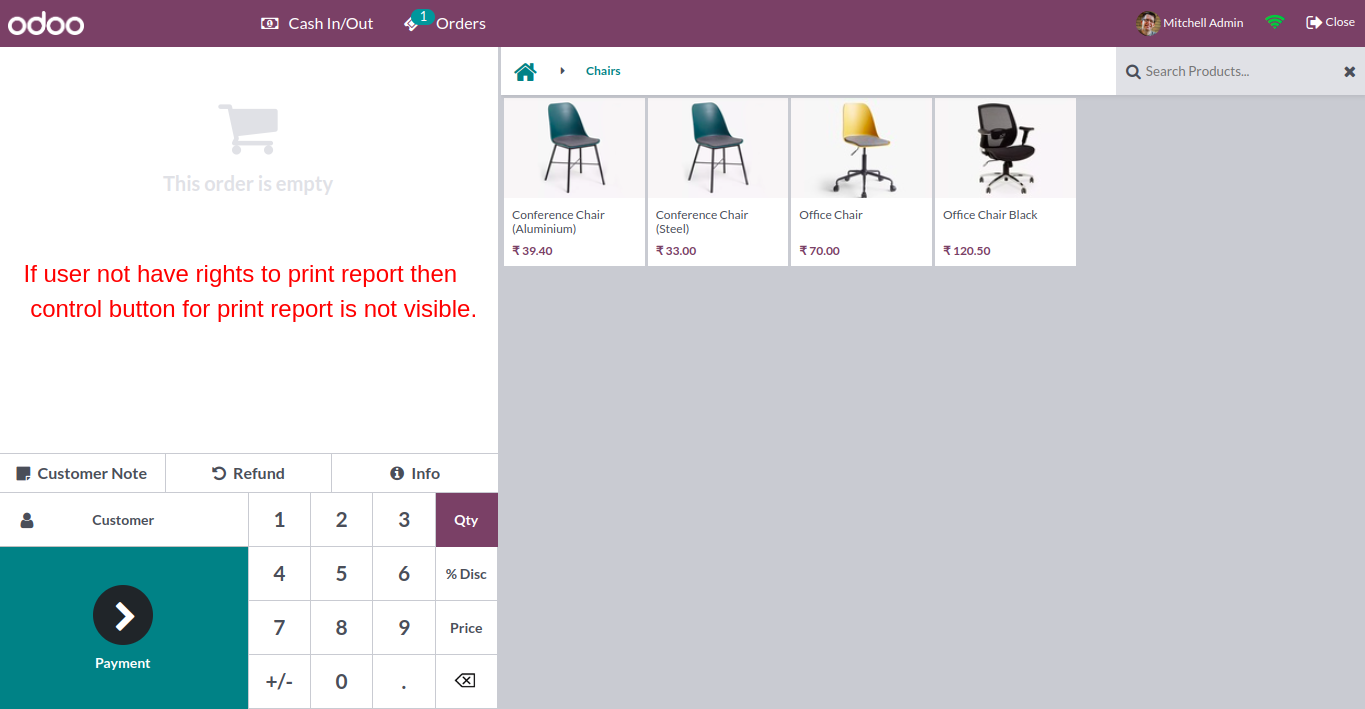 odoo
Cash In/Out
1
Orders
Mitchell Admin
Close
Chairs
Search Products...
This order is empty
If user not have rights to print report then
control button for print report is not visible.
Conference Chair
(Aluminium)
₹ 39.40
Conference Chair
(Steel)
₹ 33.00
Office Chair
₹ 70.00
Office Chair Black
₹ 120.50
Customer Note
Refund
Info
Customer
1 2 3 Qty
4 5 6 % Disc
7 8 9 Price
+/- 0 .
Payment